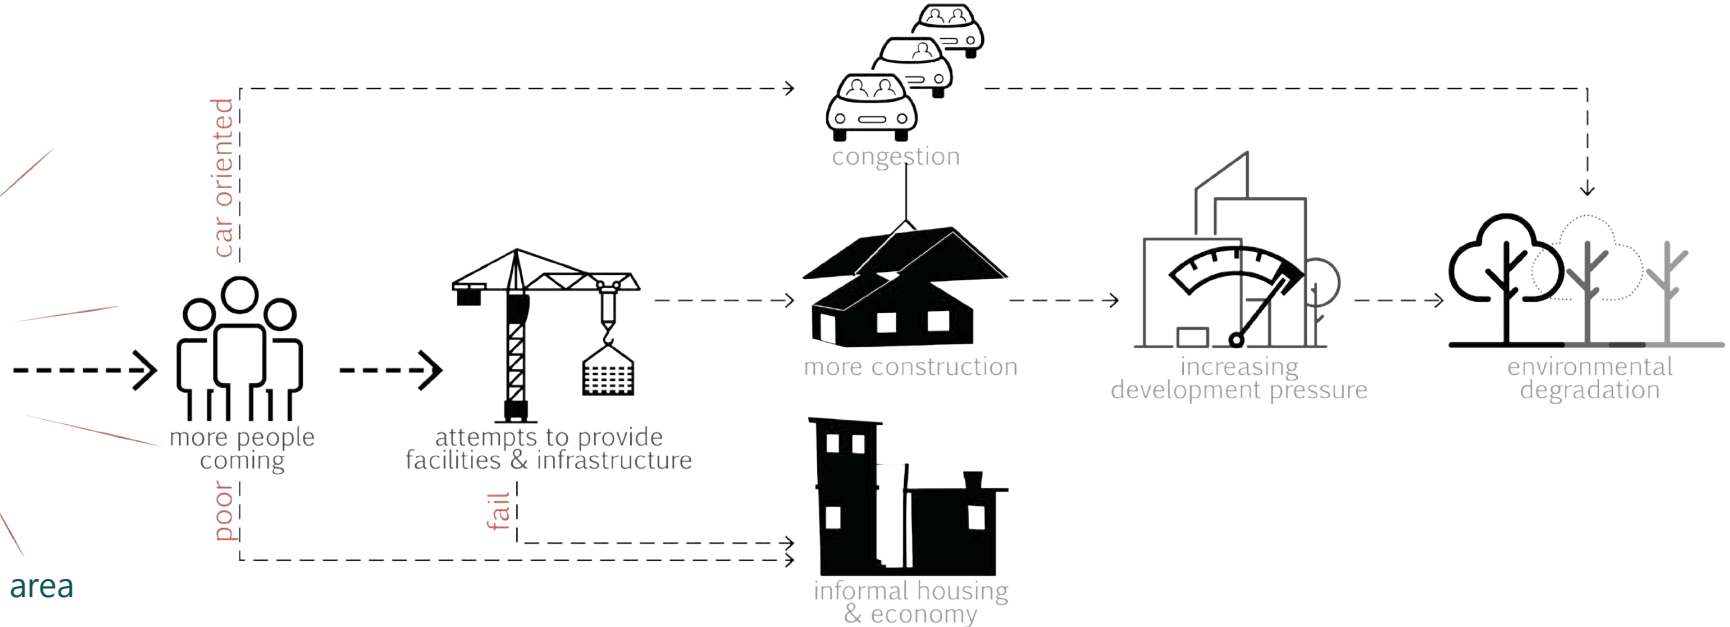 car oriented
congestion
more construction
increasing
development pressure
environmental
degradation
more people
coming
attempts to provide
facilities & infrastructure
poor
fail
informal housing
& economy
area